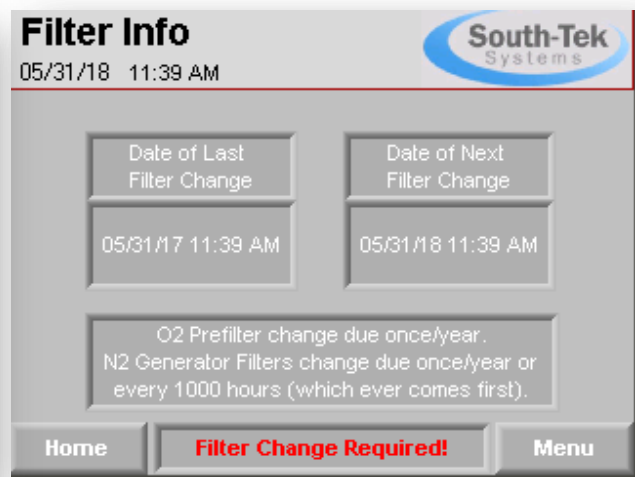 Filter Info
05/31/18 11:39 AM
South-Tek
Systems
Date of Last
Filter Change
Date of Next
Filter Change
05/31/17 11:39 AM
05/31/18 11:39 AM
O2 Prefilter change due once/year.
N2 Generator Filters change due once/year or
every 1000 hours (which ever comes first).
Home
Filter Change Required!
Menu